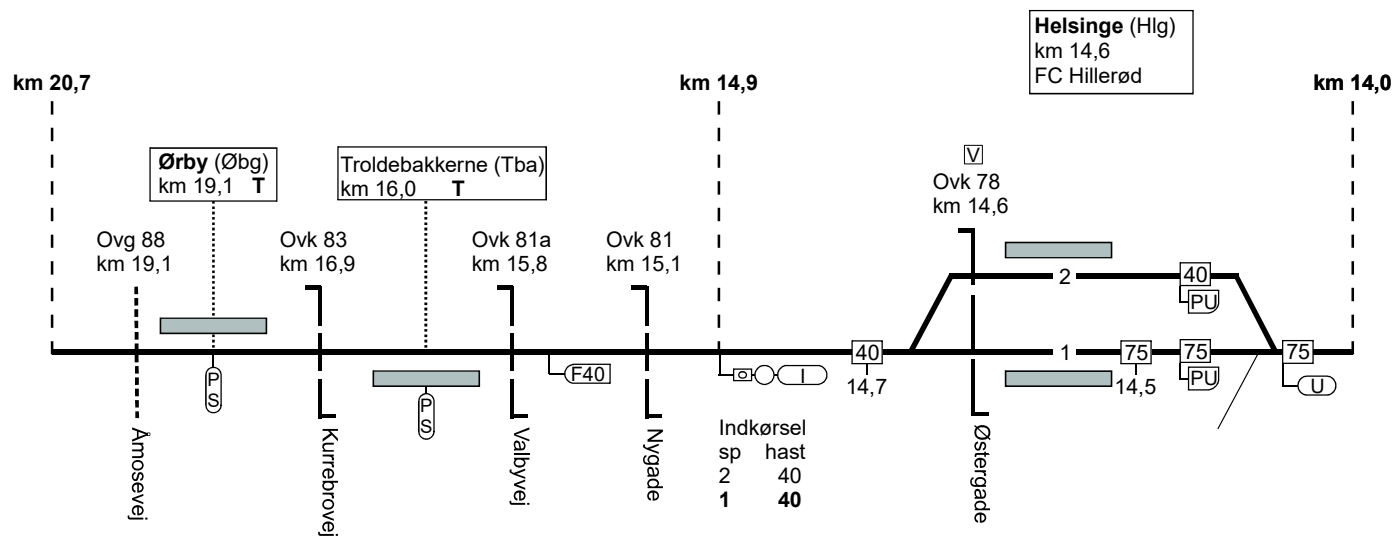 Helsinge (Hlg)
km 14,6
FC Hillerød
km 20,7
km 14,9
km 14,0
Ørby (Øbg)
km 19,1 T
Troldebakkerne (Tba)
km 16,0 T
V
Ovk 78
km 14,6
Ovg 88
km 19,1
Ovk 83
km 16,9
Ovk 81a
km 15,8
Ovk 81
km 15,1
2
40
PU
40
1
75
75
75
14,7
14,5
PU
U
F40
I
P
S
P
S
Indkørsel
sp hast
2 40
1 40
Åmosevej
Kurrebrovej
Valbyvej
Nygade
Østergade